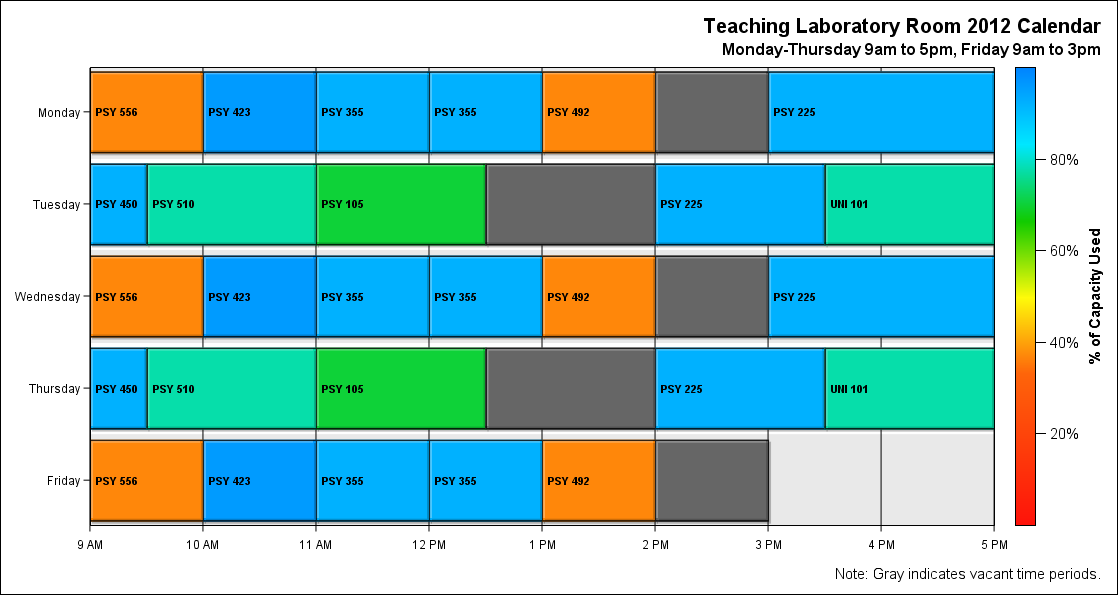 Teaching Laboratory Room 2012 Calendar
Monday-Thursday 9am to 5pm, Friday 9am to 3pm
Monday PSY 556 PSY 423 PSY 355 PSY 355 PSY 492 PSY 225
80%
Tuesday PSY 450 PSY 510 PSY 105 PSY 225 UNI 101
60%
Wednesday PSY 556 PSY 423 PSY 355 PSY 355 PSY 492 PSY 225
% of Capacity Used
40%
Thursday PSY 450 PSY 510 PSY 105 PSY 225 UNI 101
20%
Friday PSY 556 PSY 423 PSY 355 PSY 355 PSY 492
9 AM 10 AM 11 AM 12 PM 1 PM 2 PM 3 PM 4 PM 5 PM
Note: Gray indicates vacant time periods.